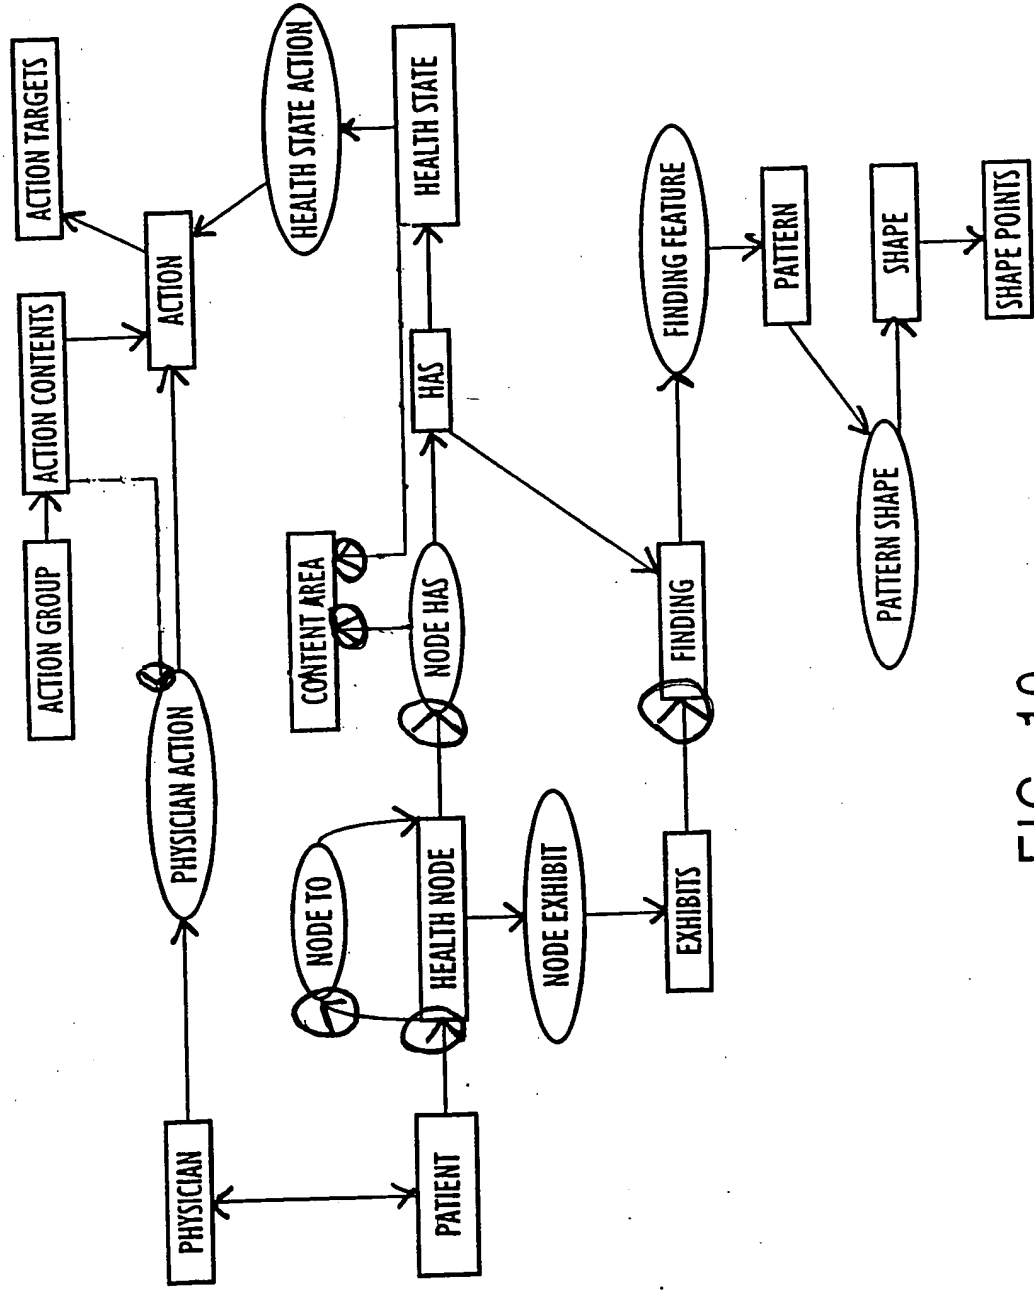 ACTION GROUP
ACTION CONTENTS
ACTION TARGETS
PHYSICIAN
PHYSICIAN ACTION
ACTION
NODE TO
CONTENT AREA
HEALTH STATE ACTION
PATIENT
HEALTH NODE
NODE HAS
HAS
HEALTH STATE
NODE EXHIBIT
EXHIBITS
FINDING
FINDING FEATURE
PATTERN
PATTERN SHAPE
SHAPE
SHAPE POINTS
FIG.